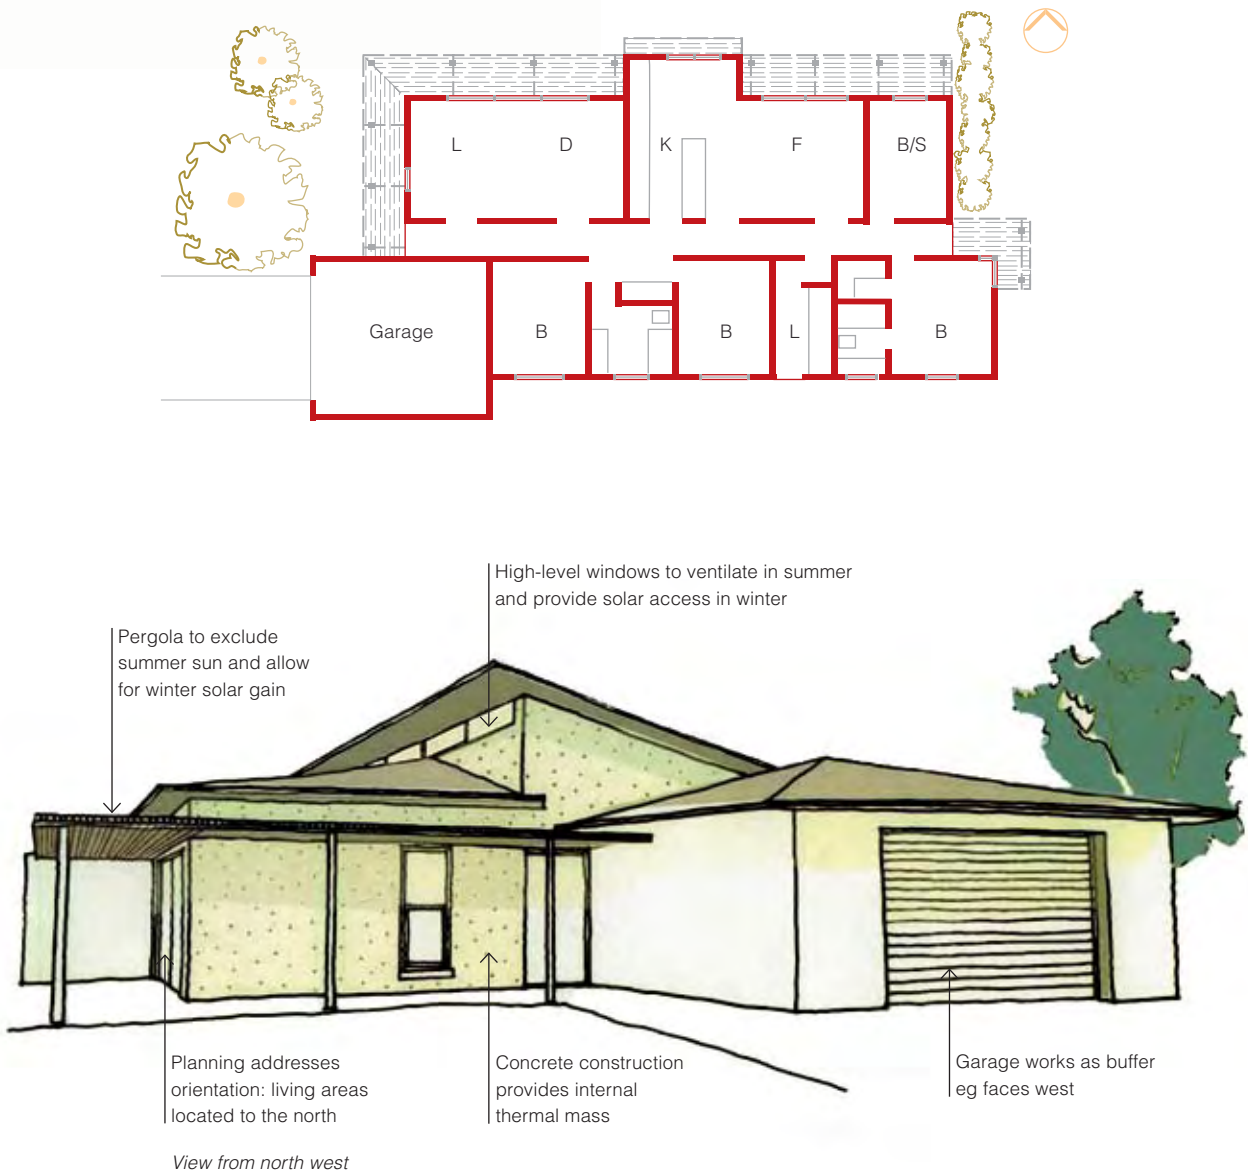 L D K F B/S
Garage B B L B
High-level windows to ventilate in summer
and provide solar access in winter
Pergola to exclude
summer sun and allow
for winter solar gain
Planning addresses
orientation: living areas
located to the north
Concrete construction
provides internal
thermal mass
Garage works as buffer
eg faces west
View from north west